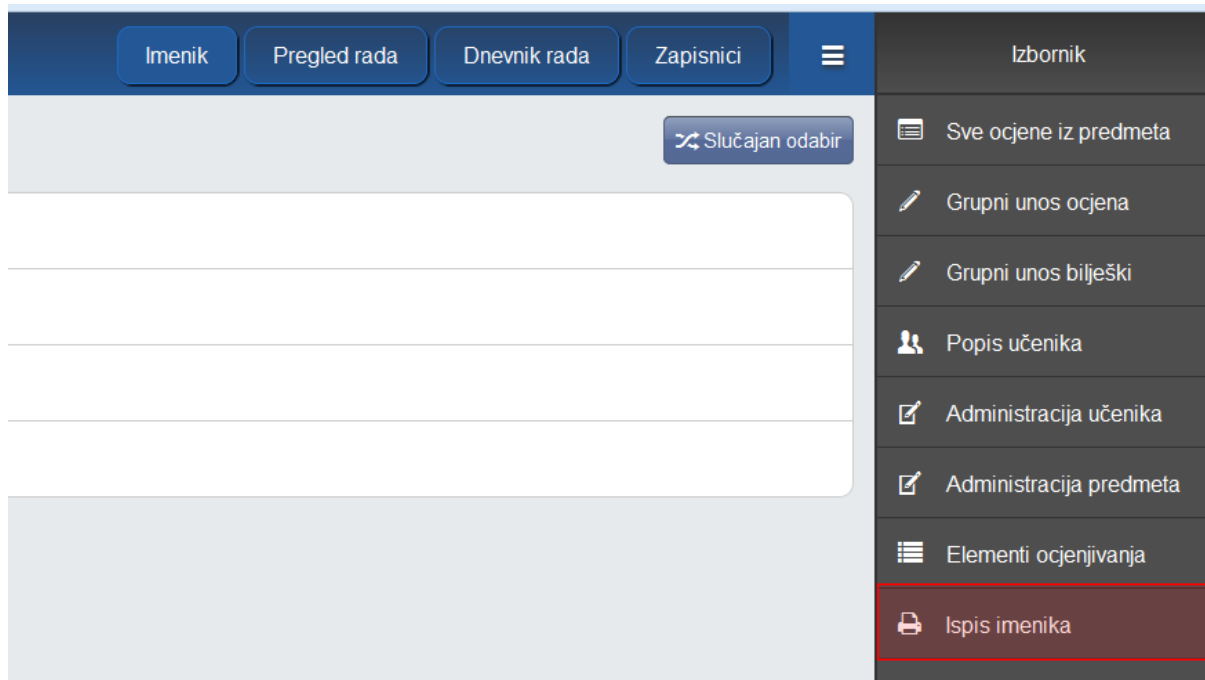 Imenik
Pregled rada
Dnevnik rada
Zapisnici
Izbornik
Slučajan odabir
Sve ocjene iz predmeta
Grupni unos ocjena
Grupni unos bilješki
Popis učenika
Administracija učenika
Administracija predmeta
Elementi ocjenjivanja
Ispis imenika